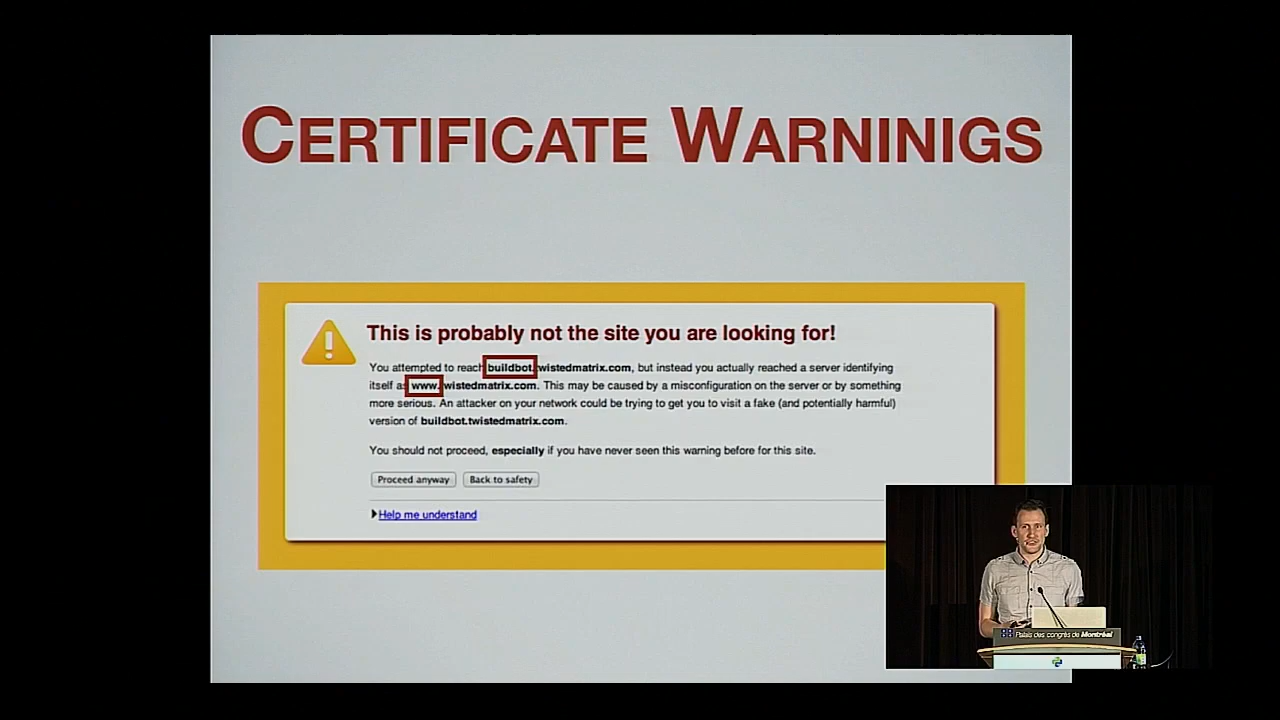 CERTIFICATE WARNINIGS
This is probably not the site you are looking for!
You attempted to reach buildbot.twistedmatrix.com, but instead you actually reached a server identifying
itself as www.twistedmatrix.com. This may be caused by a misconfiguration on the server or by something
more serious. An attacker on your network could be trying to get you to visit a fake (and potentially harmful)
version of buildbot.twistedmatrix.com.
You should not proceed, especially if you have never seen this warning before for this site.
Proceed anyway Back to safety
Help me understand
Palais des congrès de Montréal